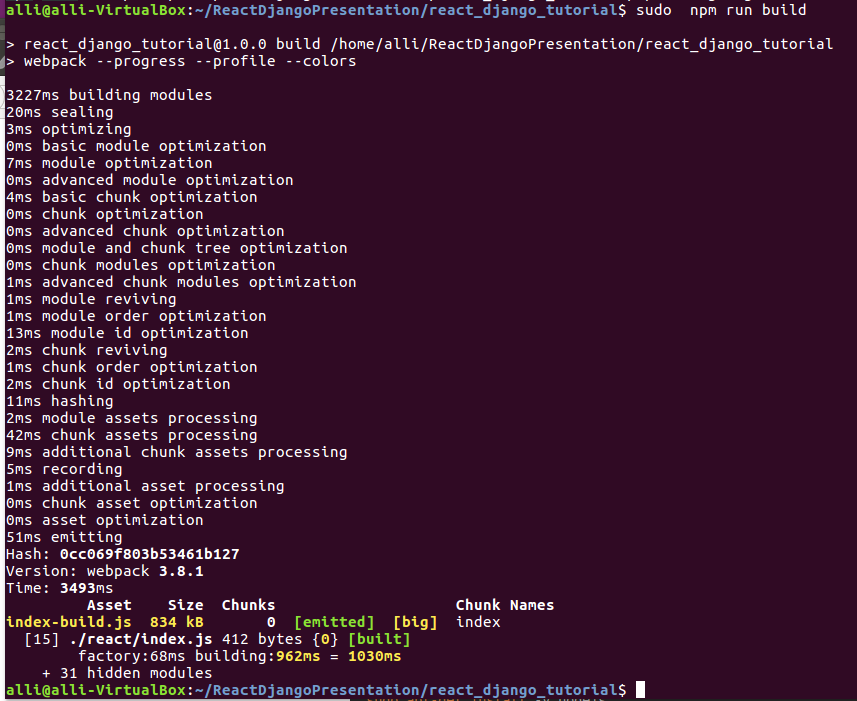 alli@alli-VirtualBox:~/ReactDjangoPresentation/react_django_tutorial$ sudo  npm run build
> react_django_tutorial@1.0.0 build /home/alli/ReactDjangoPresentation/react_django_tutorial
> webpack --progress --profile --colors
3227ms building modules
20ms sealing
3ms optimizing
0ms basic module optimization
7ms module optimization
0ms advanced module optimization
4ms basic chunk optimization
0ms chunk optimization
0ms advanced chunk optimization
0ms module and chunk tree optimization
0ms chunk modules optimization
1ms advanced chunk modules optimization
1ms module reviving
1ms module order optimization
13ms module id optimization
2ms chunk reviving
1ms chunk order optimization
2ms chunk id optimization
11ms hashing
2ms module assets processing
42ms chunk assets processing
9ms additional chunk assets processing
5ms recording
1ms additional asset processing
0ms chunk asset optimization
0ms asset optimization
51ms emitting
Hash: 0cc069f803b53461b127
Version: webpack 3.8.1
Time: 3493ms
         Asset    Size  Chunks                    Chunk Names
index-build.js  834 kB       0  [emitted]  [big]  index
  [15] ./react/index.js 412 bytes {0} [built]
        factory:68ms building:962ms = 1030ms
    + 31 hidden modules
alli@alli-VirtualBox:~/ReactDjangoPresentation/react_django_tutorial$